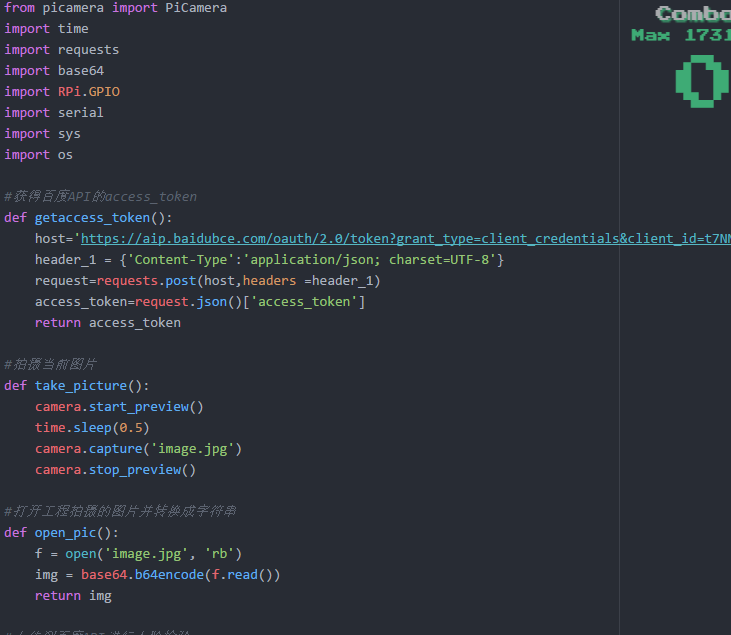 from picamera import PiCamera
import time
import requests
import base64
import RPi.GPIO
import serial
import sys
import os
#获得百度API的access_token
def getaccess_token():
host='https://aip.baidubce.com/oauth/2.0/token?grant_type=client_credentials&client_id=t7N
header_1 = {'Content-Type':'application/json; charset=UTF-8'}
request=requests.post(host,headers =header_1)
access_token=request.json()['access_token']
return access_token
#拍摄当前图片
def take_picture():
camera.start_preview()
time.sleep(0.5)
camera.capture('image.jpg')
camera.stop_preview()
#打开工程拍摄的图片并转换成字符串
def open_pic():
f = open('image.jpg', 'rb')
img = base64.b64encode(f.read())
return img
Combo
Max 1731
0